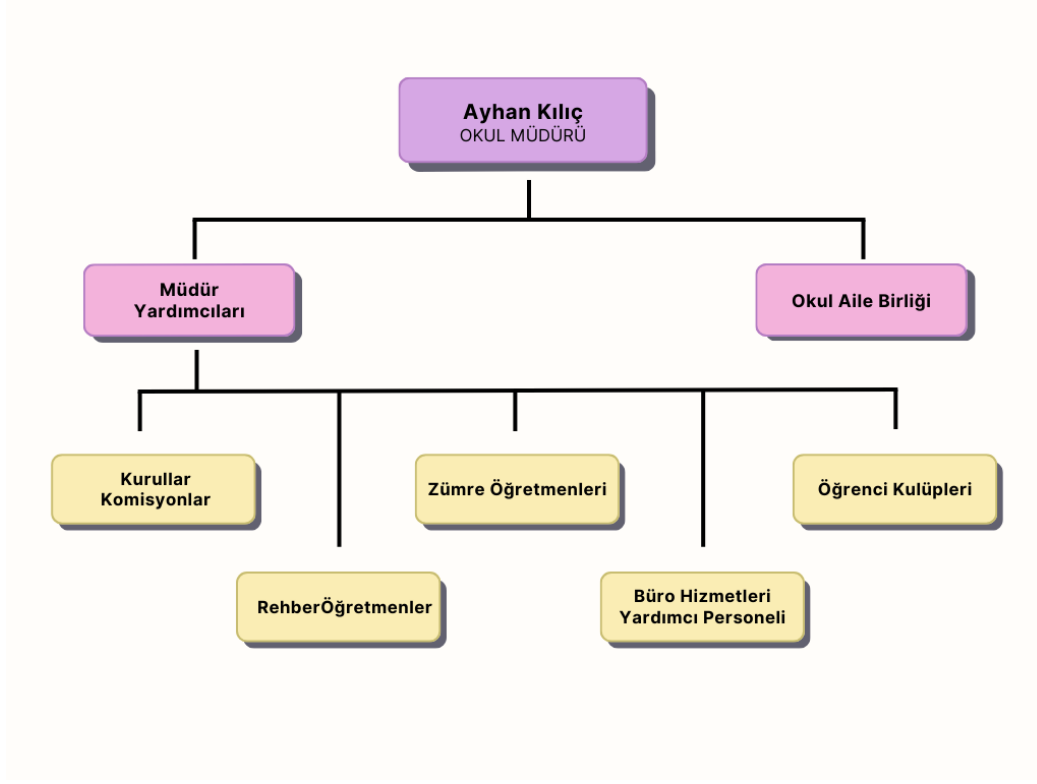 Ayhan Kılıç
OKUL MÜDÜRÜ
Müdür
Yardımcıları
Okul Aile Birliği
Kurullar
Komisyonlar
Zümre Öğretmenleri
Öğrenci Kulüpleri
RehberÖğretmenler
Büro Hizmetleri
Yardımcı Personeli